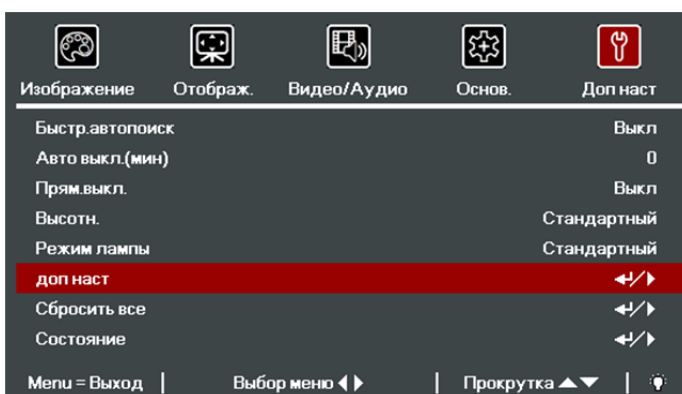 Изображение Отображ. Видео/Аудио Основ. Доп наст
Быстр.автопоиск Выкл
Авто выкл.(мин) 0
Прям.выкл. Выкл
Высотн. Стандартный
Режим лампы Стандартный
доп наст
Сбросить все
Состояние
Menu = Выход Выбор меню Прокрутка